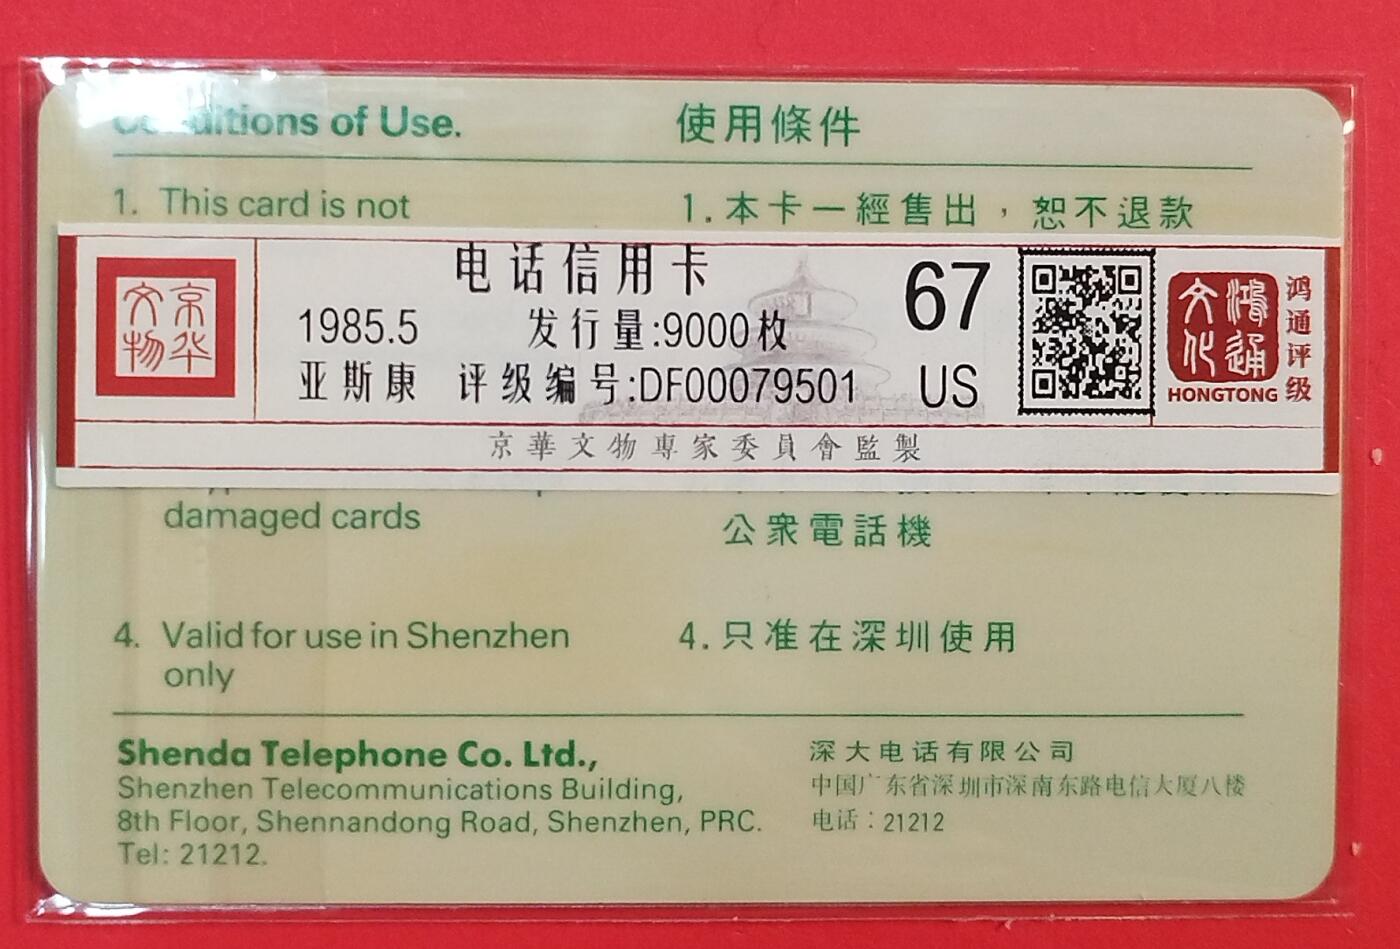 Conditions of Use.
使用條件
1. This card is not
1.本卡一經售出，恕不退款
京华
文物
电话信用卡
1985.5 发行量:9000枚
亚斯康 评级编号:DF00079501
67
US
鸿通
文化
HONGTONG
鸿通评级
京華文物專家委員會監製
damaged cards
公衆電話機
4. Valid for use in Shenzhen
only
4.只准在深圳使用
Shenda Telephone Co. Ltd.,
Shenzhen Telecommunications Building,
8th Floor, Shennandong Road, Shenzhen, PRC.
Tel: 21212.
深大电话有限公司
中国广东省深圳市深南东路电信大厦八楼
电话：21212